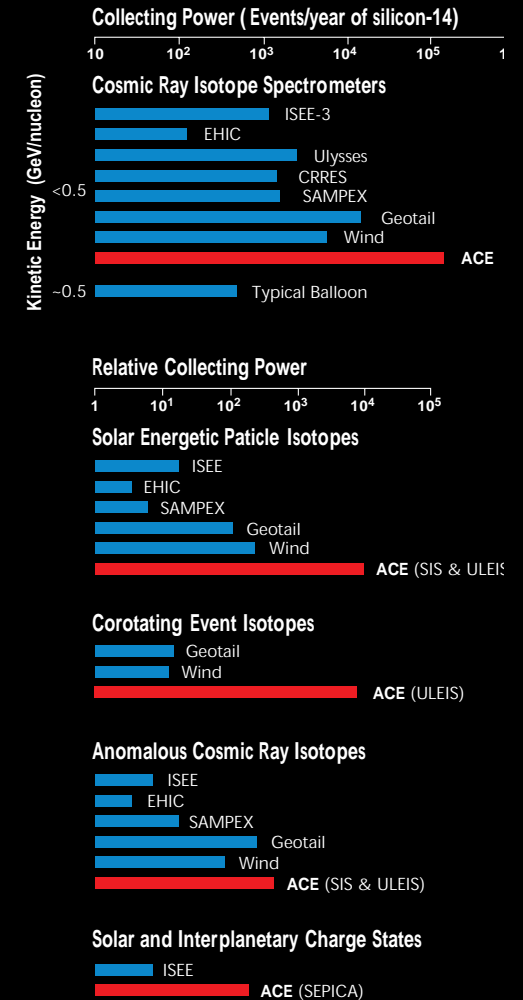 Collecting Power (Events/year of silicon-14)
10 10² 10³ 10⁴ 10⁵ 1
Cosmic Ray Isotope Spectrometers
Kinetic Energy (GeV/nucleon)
ISEE-3
EHIC
Ulysses
CRRES
<0.5
SAMPEX
Geotail
Wind
ACE
~0.5 Typical Balloon
Relative Collecting Power
1 10¹ 10² 10³ 10⁴ 10⁵
Solar Energetic Paticle Isotopes
ISEE
EHIC
SAMPEX
Geotail
Wind
ACE (SIS & ULEIS
Corotating Event Isotopes
Geotail
Wind
ACE (ULEIS)
Anomalous Cosmic Ray Isotopes
ISEE
EHIC
SAMPEX
Geotail
Wind
ACE (SIS & ULEIS)
Solar and Interplanetary Charge States
ISEE
ACE (SEPICA)